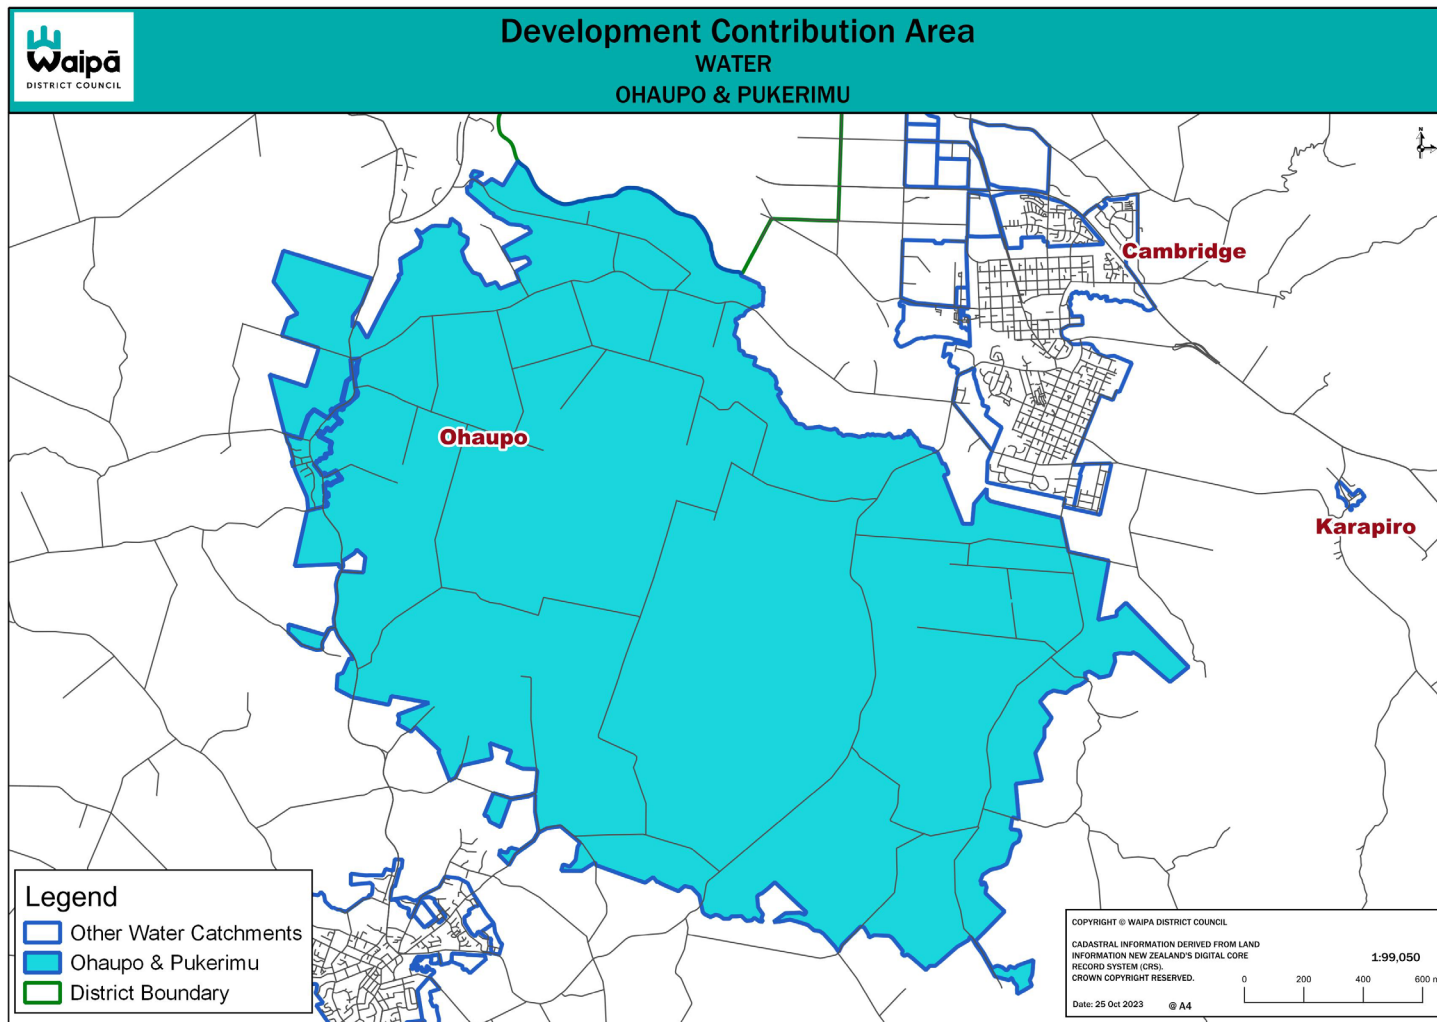 Waipā
DISTRICT COUNCIL
Development Contribution Area
WATER
OHAUPO & PUKERIMU
N
Cambridge
Ohaupo
Karapiro
Legend
Other Water Catchments
Ohaupo & Pukerimu
District Boundary
COPYRIGHT © WAIPA DISTRICT COUNCIL
CADASTRAL INFORMATION DERIVED FROM LAND
INFORMATION NEW ZEALAND'S DIGITAL CORE
RECORD SYSTEM (CRS).
CROWN COPYRIGHT RESERVED.
1:99,050
0 200 400 600 m
Date: 25 Oct 2023 @ A4